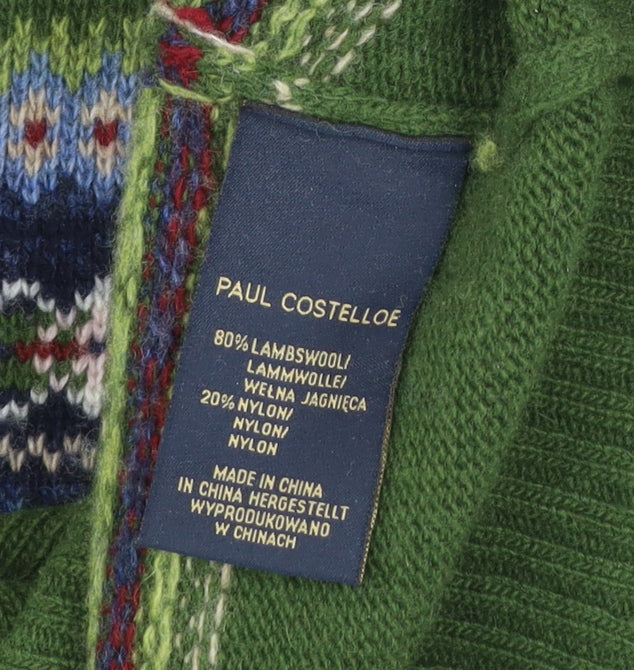 PAUL COSTELLOE
80% LAMBSWOOL/
LAMMWOLLE/
WEŁNA JAGNIĘCA
20% NYLON/
NYLON/
NYLON
MADE IN CHINA
IN CHINA HERGESTELLT
WYPRODUKOWANO
W CHINACH